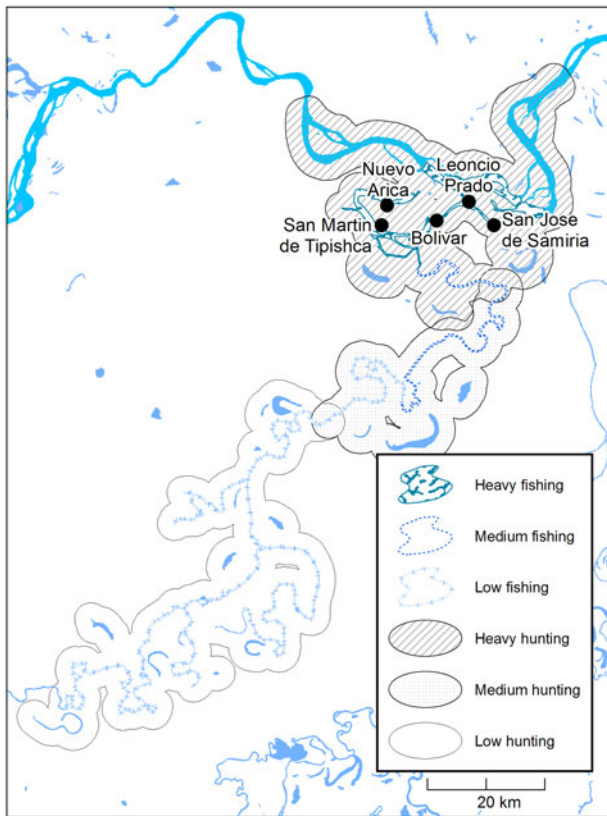 Nuevo
Arica
Leoncio
Prado
San Martin
de Tipishca
Bolivar
San Jose
de Samiria
Heavy fishing
Medium fishing
Low fishing
Heavy hunting
Medium hunting
Low hunting
20 km